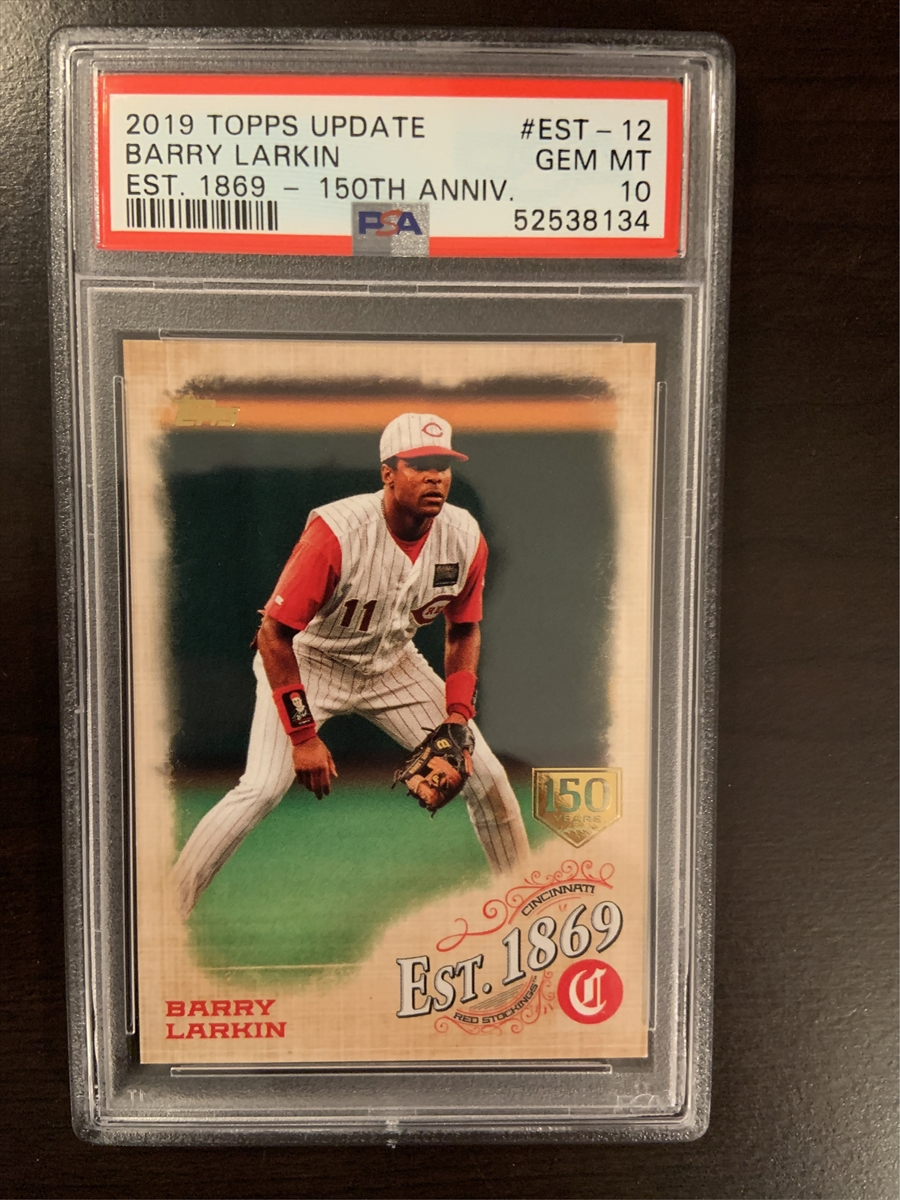 2019 TOPPS UPDATE #EST-12
BARRY LARKIN GEM MT
EST. 1869 - 150TH ANNIV. 10
PSA 52538134
Topps
C
11
150
YEARS
CINCINNATI
EST. 1869
RED STOCKINGS
C
BARRY
LARKIN